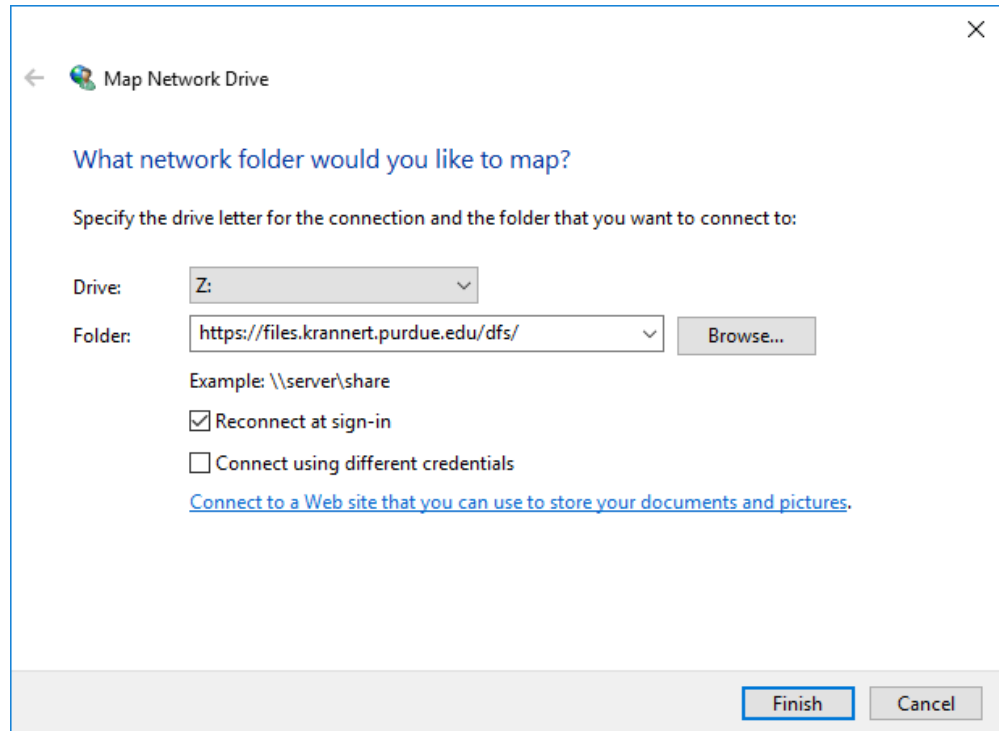 Map Network Drive
What network folder would you like to map?
Specify the drive letter for the connection and the folder that you want to connect to:
Drive: Z:
Folder: https://files.krannert.purdue.edu/dfs/ Browse...
Example: \\server\share
Reconnect at sign-in
Connect using different credentials
Connect to a Web site that you can use to store your documents and pictures.
Finish Cancel